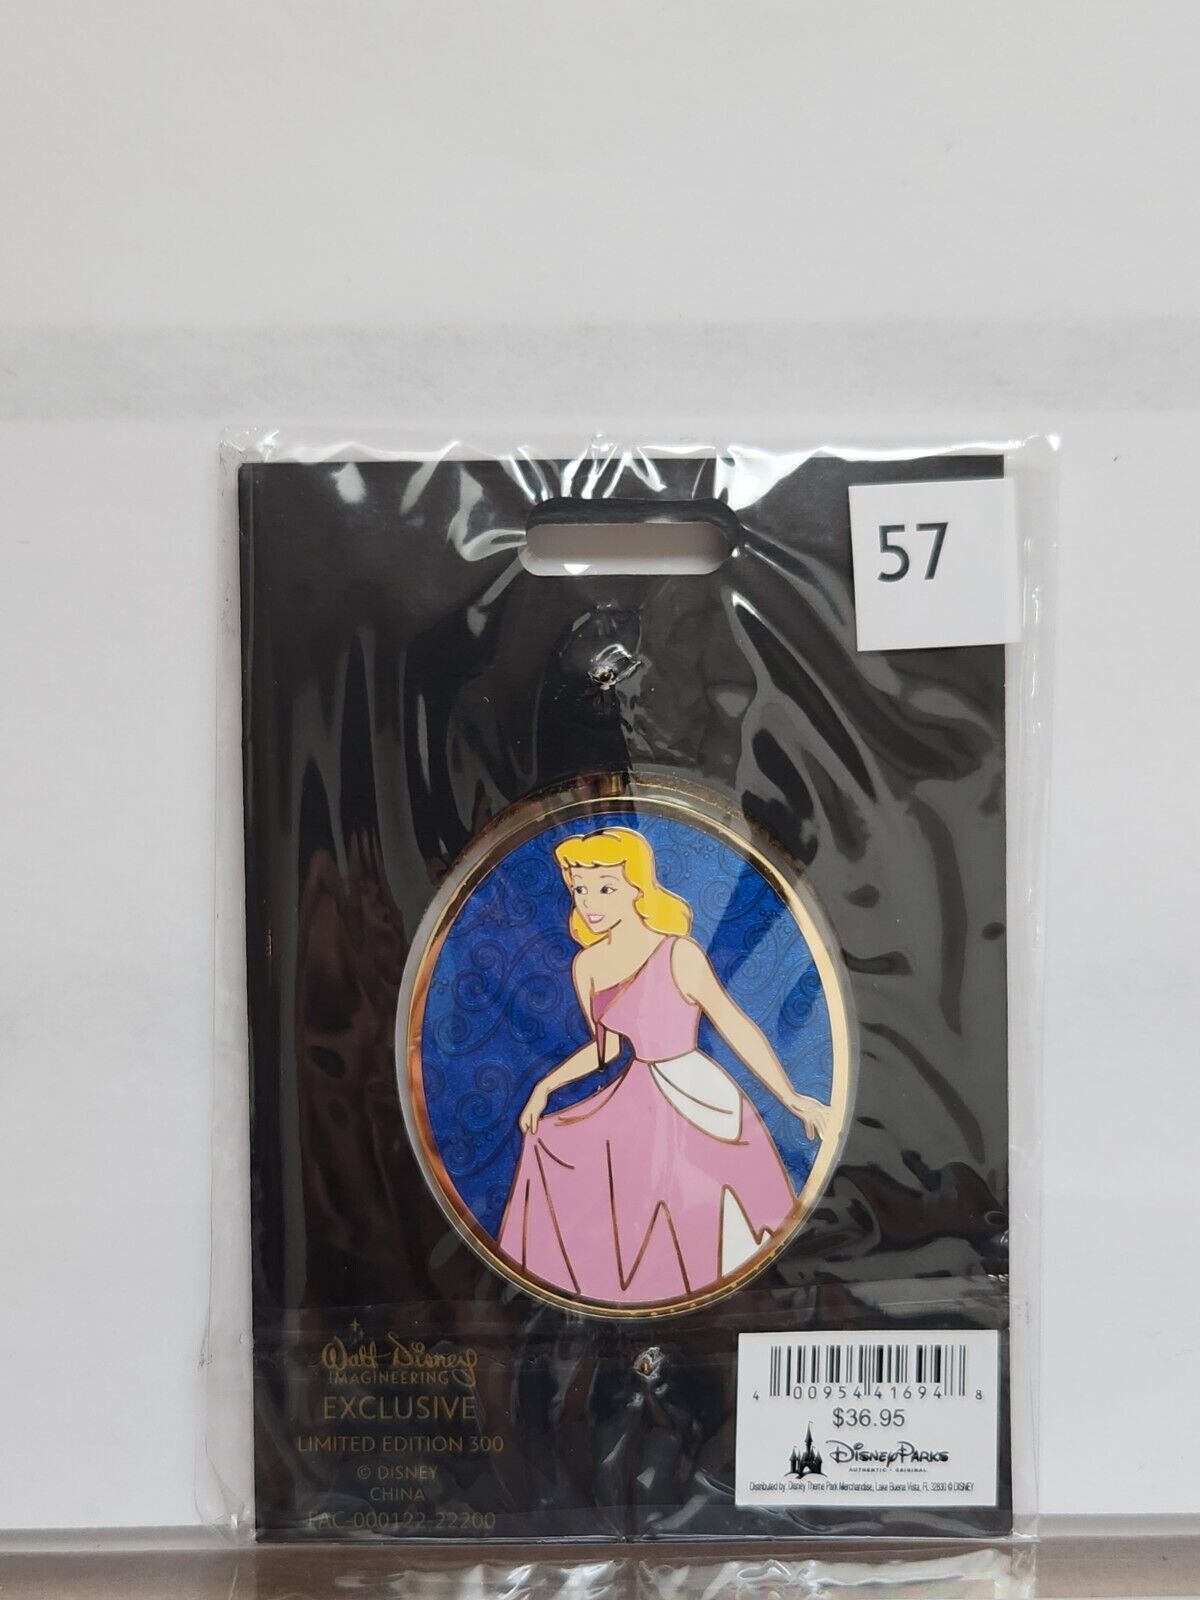 57
Walt Disney
IMAGINEERING
EXCLUSIVE
LIMITED EDITION 300
© DISNEY
CHINA
FAC-000122-22200
4 00954 41694 8
$36.95
Disney Parks
AUTHENTIC • ORIGINAL
Distributed by: Disney Theme Park Merchandise, Lake Buena Vista, FL 32830 © DISNEY